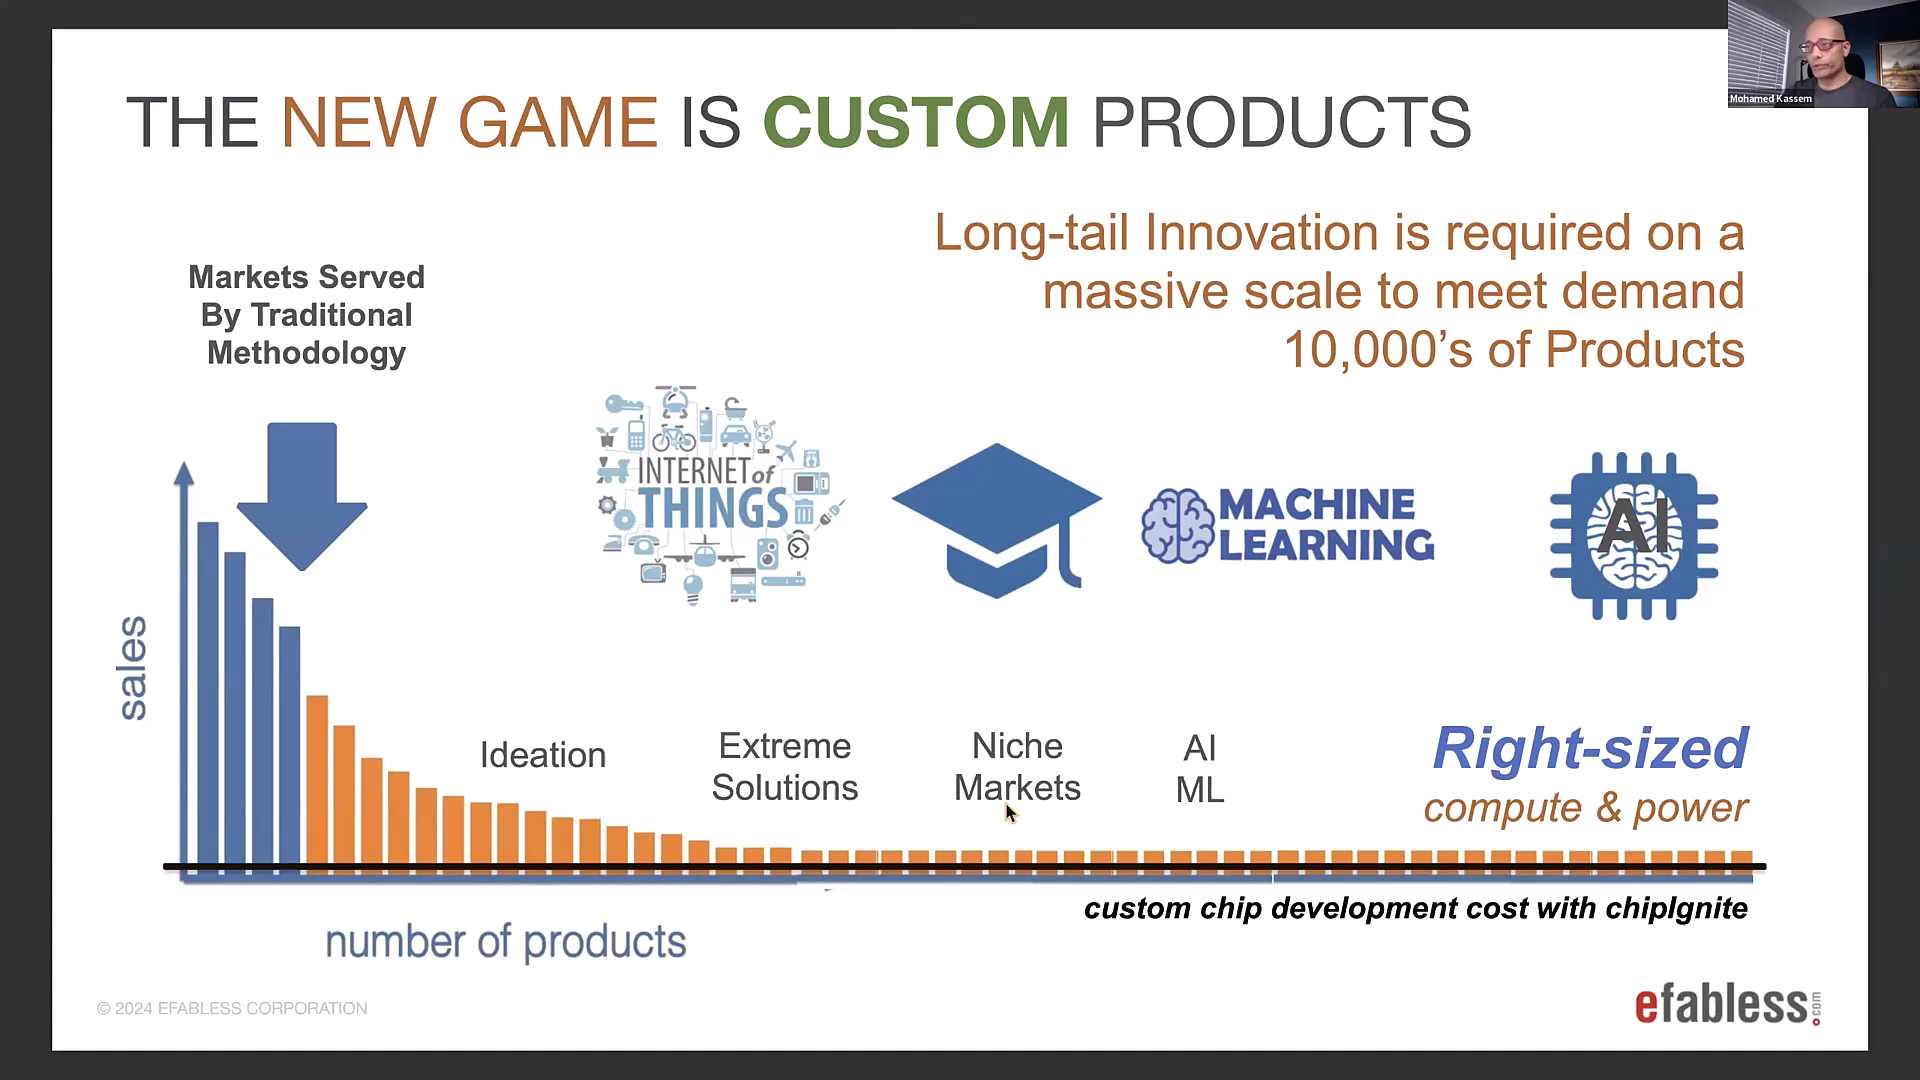 Mohamed Kassem
THE NEW GAME IS CUSTOM PRODUCTS
Long-tail Innovation is required on a
massive scale to meet demand
10,000's of Products
Markets Served
By Traditional
Methodology
INTERNET of
THINGS
MACHINE
LEARNING
AI
sales
Ideation
Extreme
Solutions
Niche
Markets
AI
ML
Right-sized
compute & power
custom chip development cost with chipIgnite
number of products
© 2024 EFABLESS CORPORATION
efabless.com